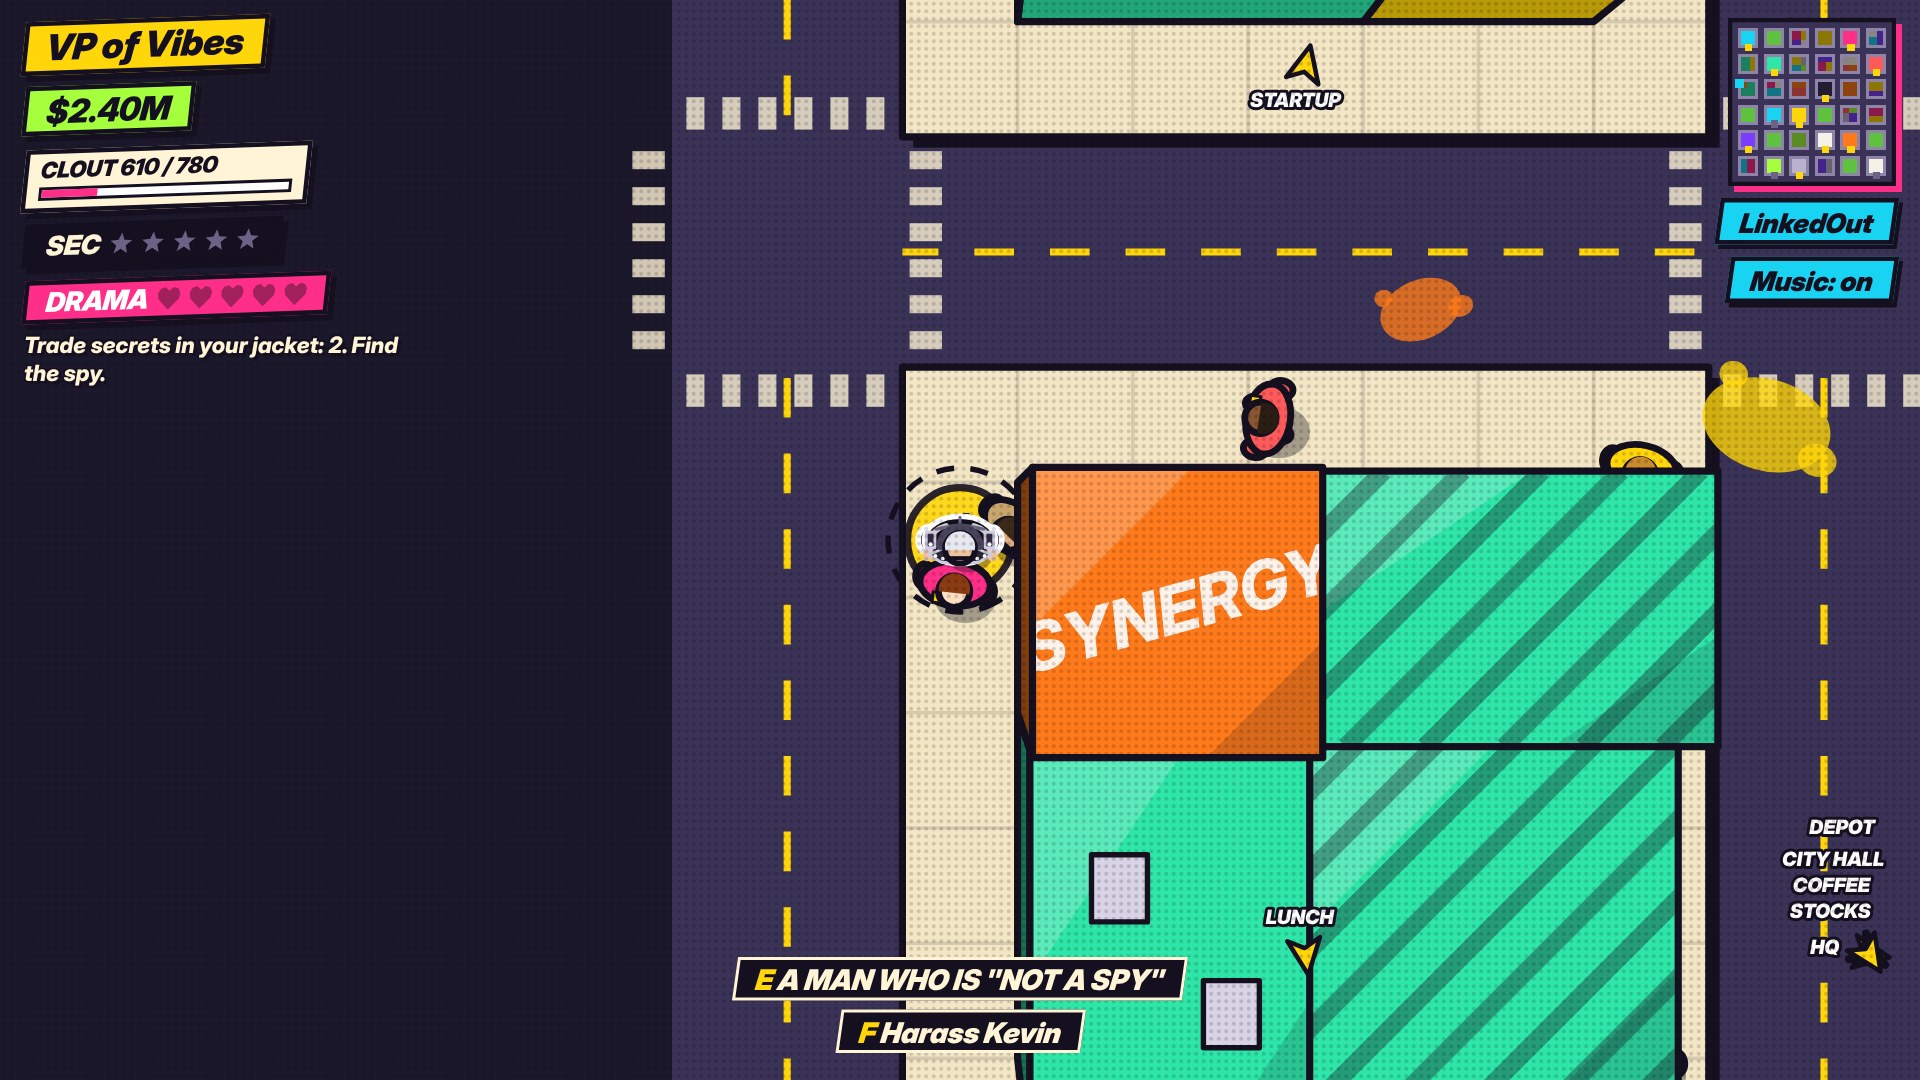 VP of Vibes
$2.40M
CLOUT 610 / 780
SEC
DRAMA
Trade secrets in your jacket: 2. Find
the spy.
STARTUP
LinkedOut
Music: on
SYNERGY
LUNCH
DEPOT
CITY HALL
COFFEE
STOCKS
HQ
E A MAN WHO IS "NOT A SPY"
F Harass Kevin